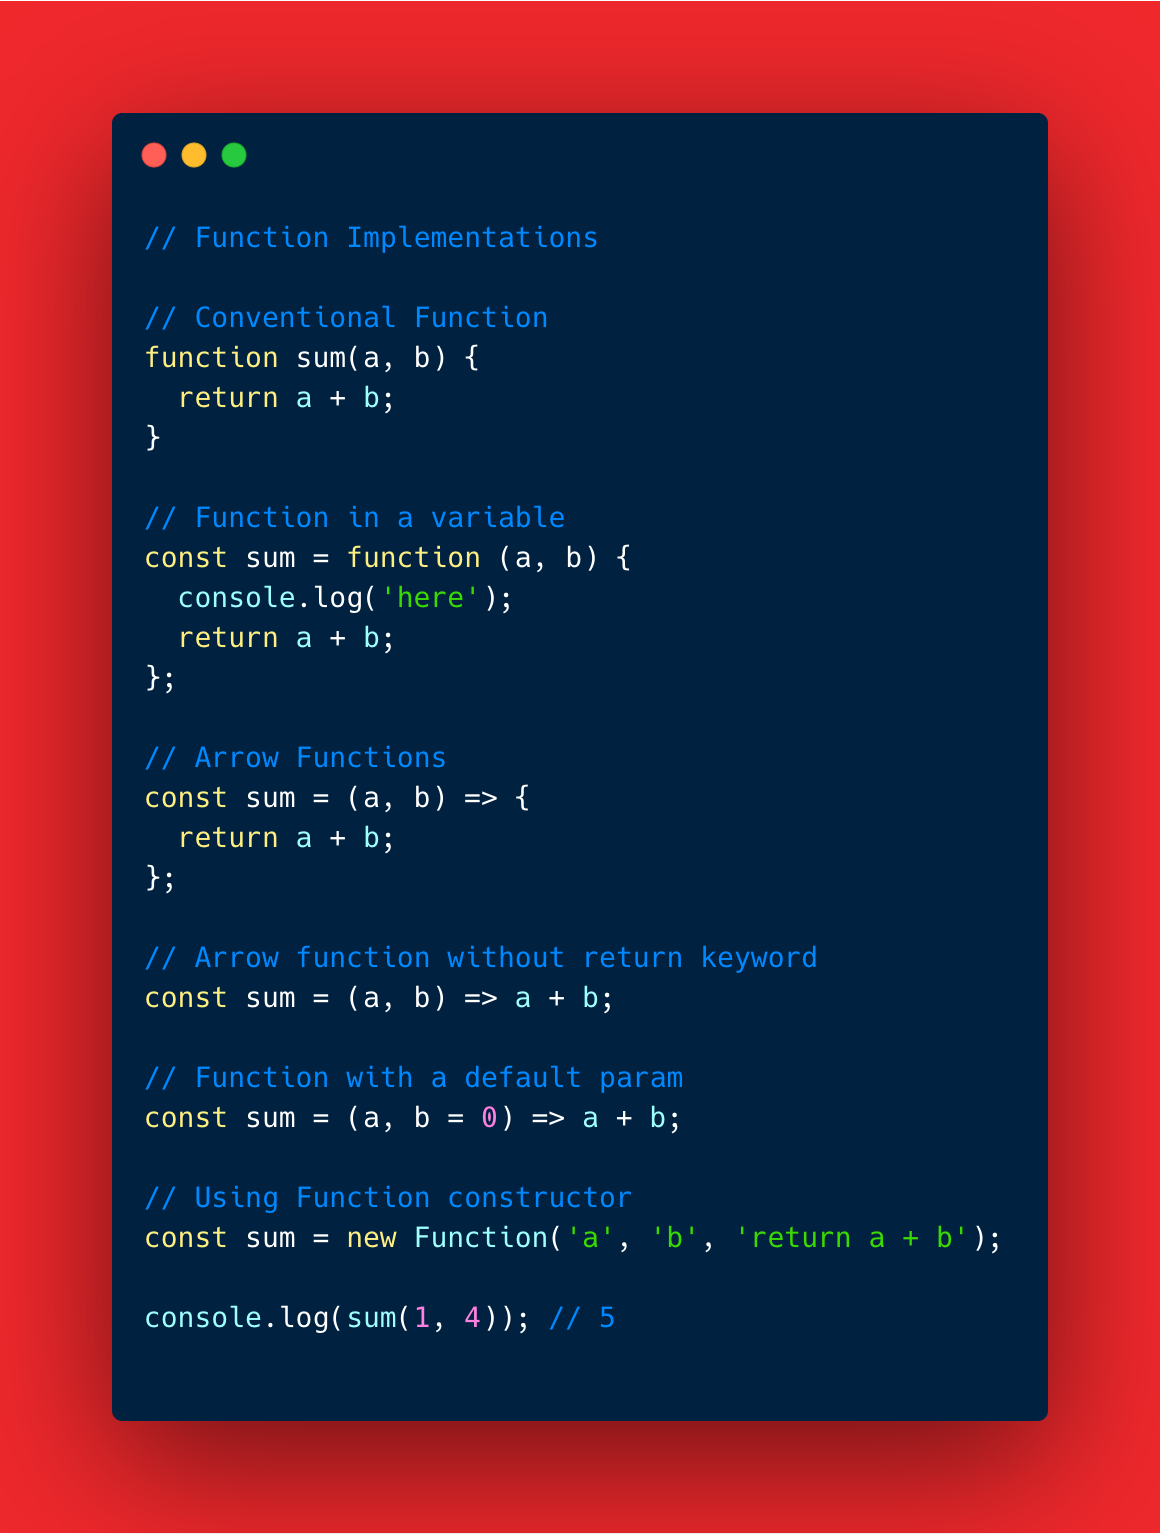 // Function Implementations

// Conventional Function
function sum(a, b) {
  return a + b;
}

// Function in a variable
const sum = function (a, b) {
  console.log('here');
  return a + b;
};

// Arrow Functions
const sum = (a, b) => {
  return a + b;
};

// Arrow function without return keyword
const sum = (a, b) => a + b;

// Function with a default param
const sum = (a, b = 0) => a + b;

// Using Function constructor
const sum = new Function('a', 'b', 'return a + b');

console.log(sum(1, 4)); // 5